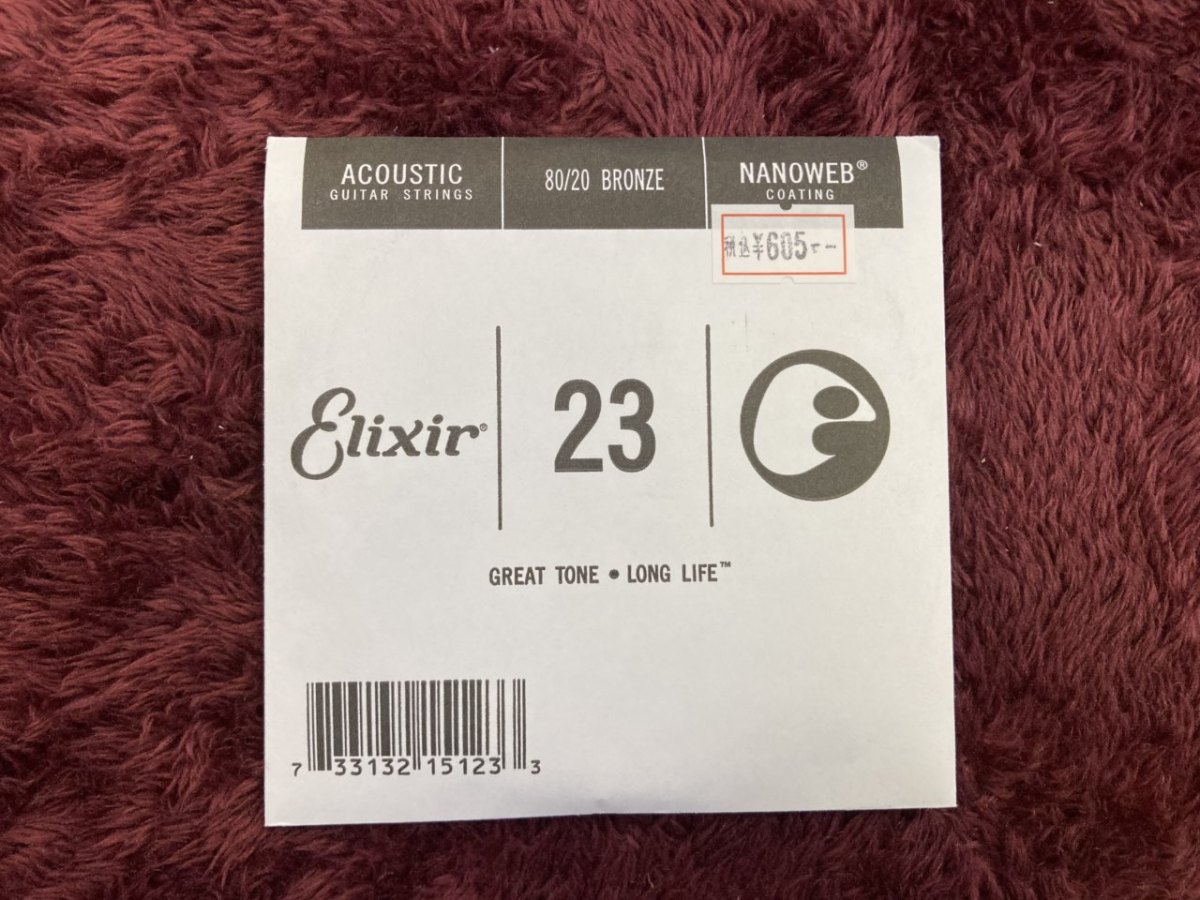 ACOUSTIC
GUITAR STRINGS
80/20 BRONZE
NANOWEB®
COATING
税込¥605
Elixir®
23
GREAT TONE • LONG LIFE™
7 33132 15123 3